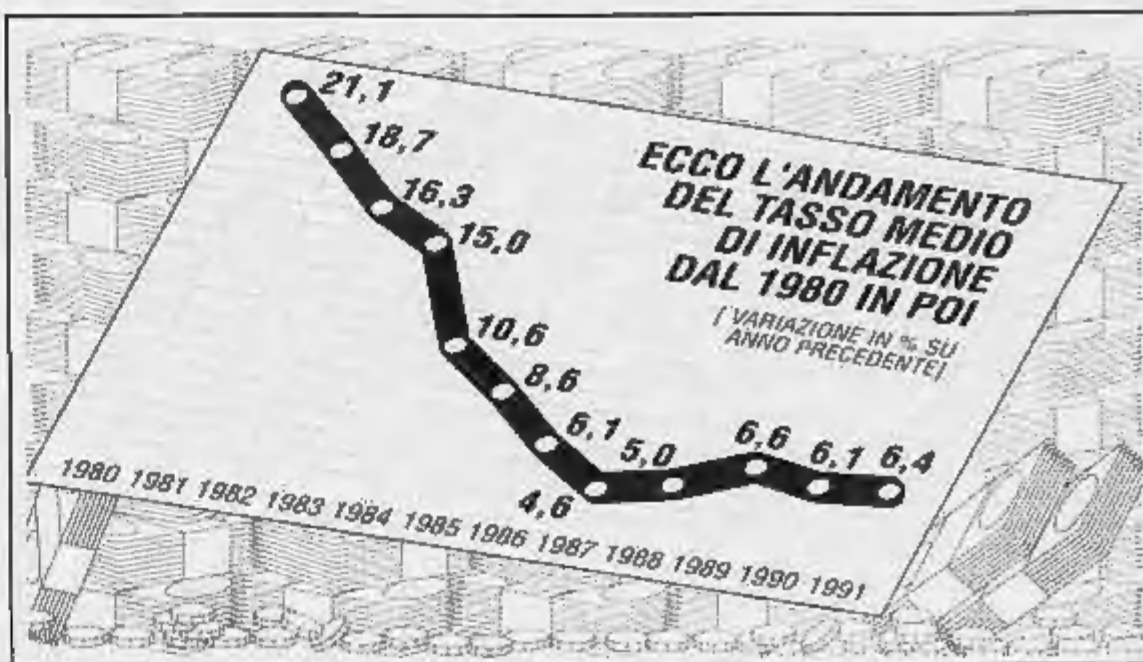 21,1
18,7
16,3
15,0
10,6
8,6
6,1
4,6
5,0
6,6
6,1
6,4
ECCO L'ANDAMENTO
DEL TASSO MEDIO
DI INFLAZIONE
DAL 1980 IN POI
(VARIAZIONE IN % SU
ANNO PRECEDENTE)
1980 1981 1982 1983 1984 1985 1986 1987 1988 1989 1990 1991